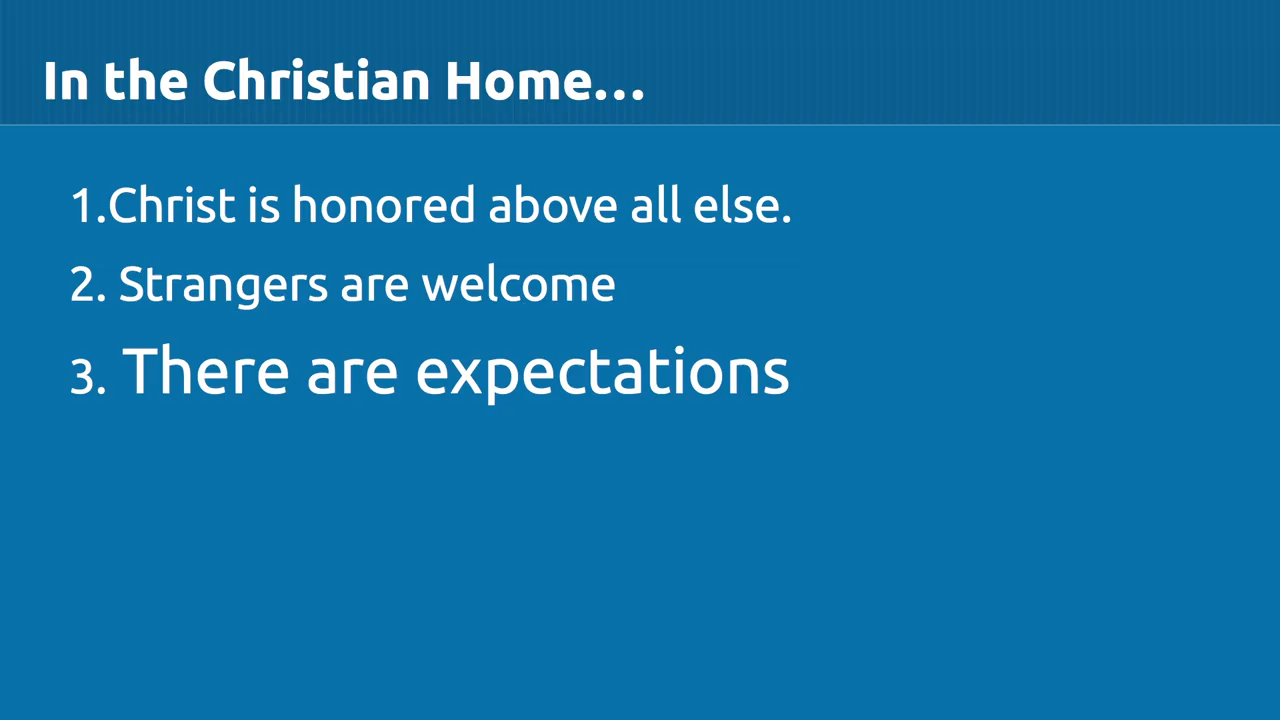 In the Christian Home...
1.Christ is honored above all else.
2. Strangers are welcome
3. There are expectations